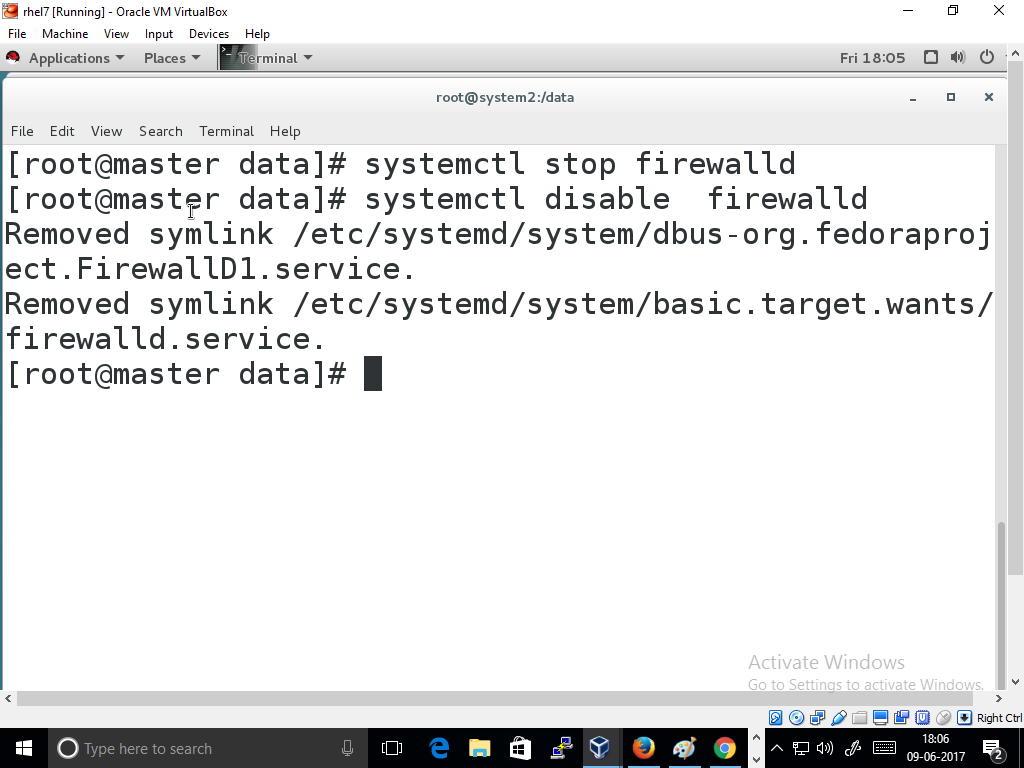 rhel7 [Running] - Oracle VM VirtualBox
File Machine View Input Devices Help
Applications Places Terminal Fri 18:05
root@system2:/data
File Edit View Search Terminal Help
[root@master data]# systemctl stop firewalld
[root@master data]# systemctl disable  firewalld
Removed symlink /etc/systemd/system/dbus-org.fedoraproj
ect.FirewallD1.service.
Removed symlink /etc/systemd/system/basic.target.wants/
firewalld.service.
[root@master data]#
Activate Windows
Go to Settings to activate Windows.
Right Ctrl
Type here to search
18:06
09-06-2017
2